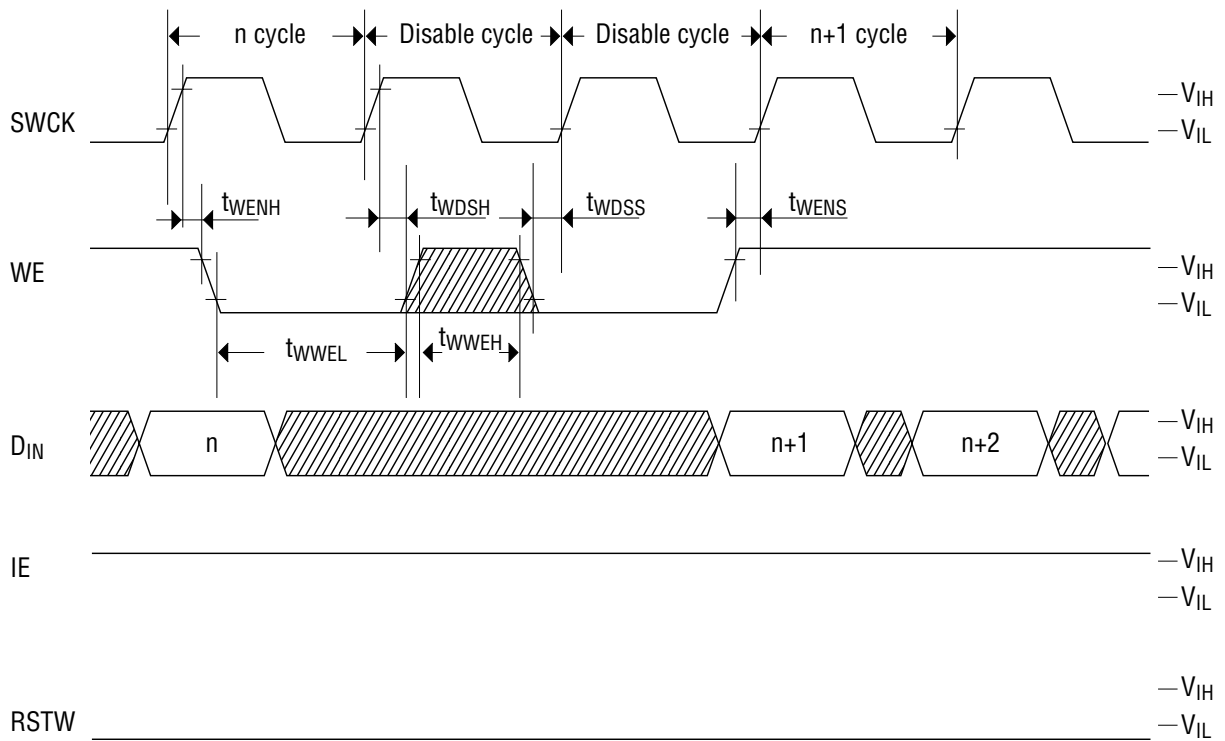 n cycle Disable cycle Disable cycle n+1 cycle
SWCK
VIH
VIL
tWENH tWDSH tWDSS tWENS
WE
VIH
VIL
tWWEL tWWEH
DIN n n+1 n+2
VIH
VIL
IE
VIH
VIL
RSTW
VIH
VIL